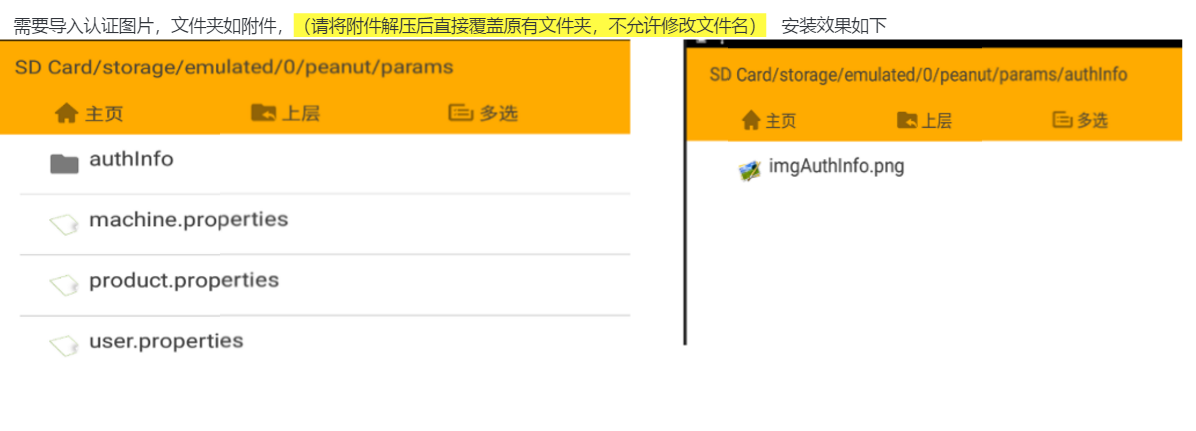 需要导入认证图片，文件夹如附件，（请将附件解压后直接覆盖原有文件夹，不允许修改文件名） 安装效果如下
SD Card/storage/emulated/0/peanut/params
主页 上层 多选
authInfo
machine.properties
product.properties
user.properties
SD Card/storage/emulated/0/peanut/params/authInfo
主页 上层 多选
imgAuthInfo.png